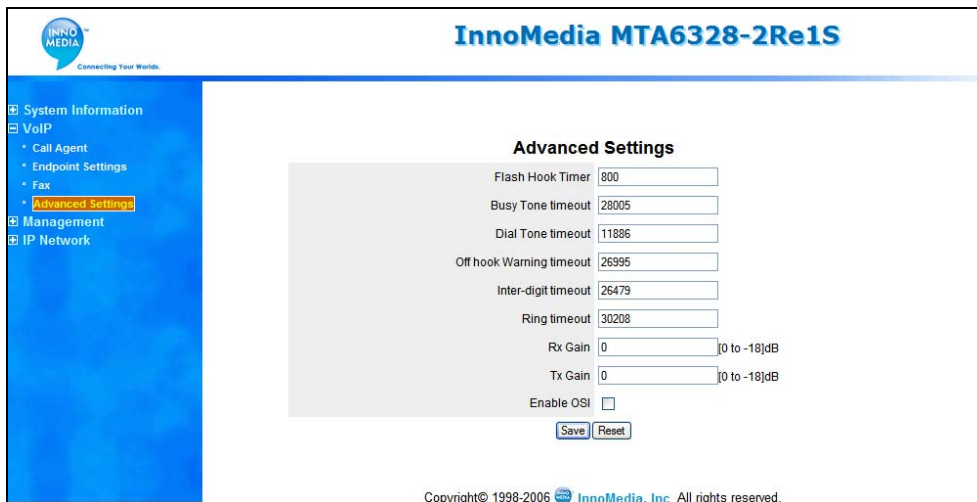 INNO
MEDIA
TM
Connecting Your Worlds.
InnoMedia MTA6328-2Re1S
System Information
VoIP
Call Agent
Endpoint Settings
Fax
Advanced Settings
Management
IP Network
Advanced Settings
Flash Hook Timer 800
Busy Tone timeout 28005
Dial Tone timeout 11886
Off hook Warning timeout 26995
Inter-digit timeout 26479
Ring timeout 30208
Rx Gain 0 [0 to -18]dB
Tx Gain 0 [0 to -18]dB
Enable OSI
Save Reset
Copyright© 1998-2006 InnoMedia, Inc All rights reserved.